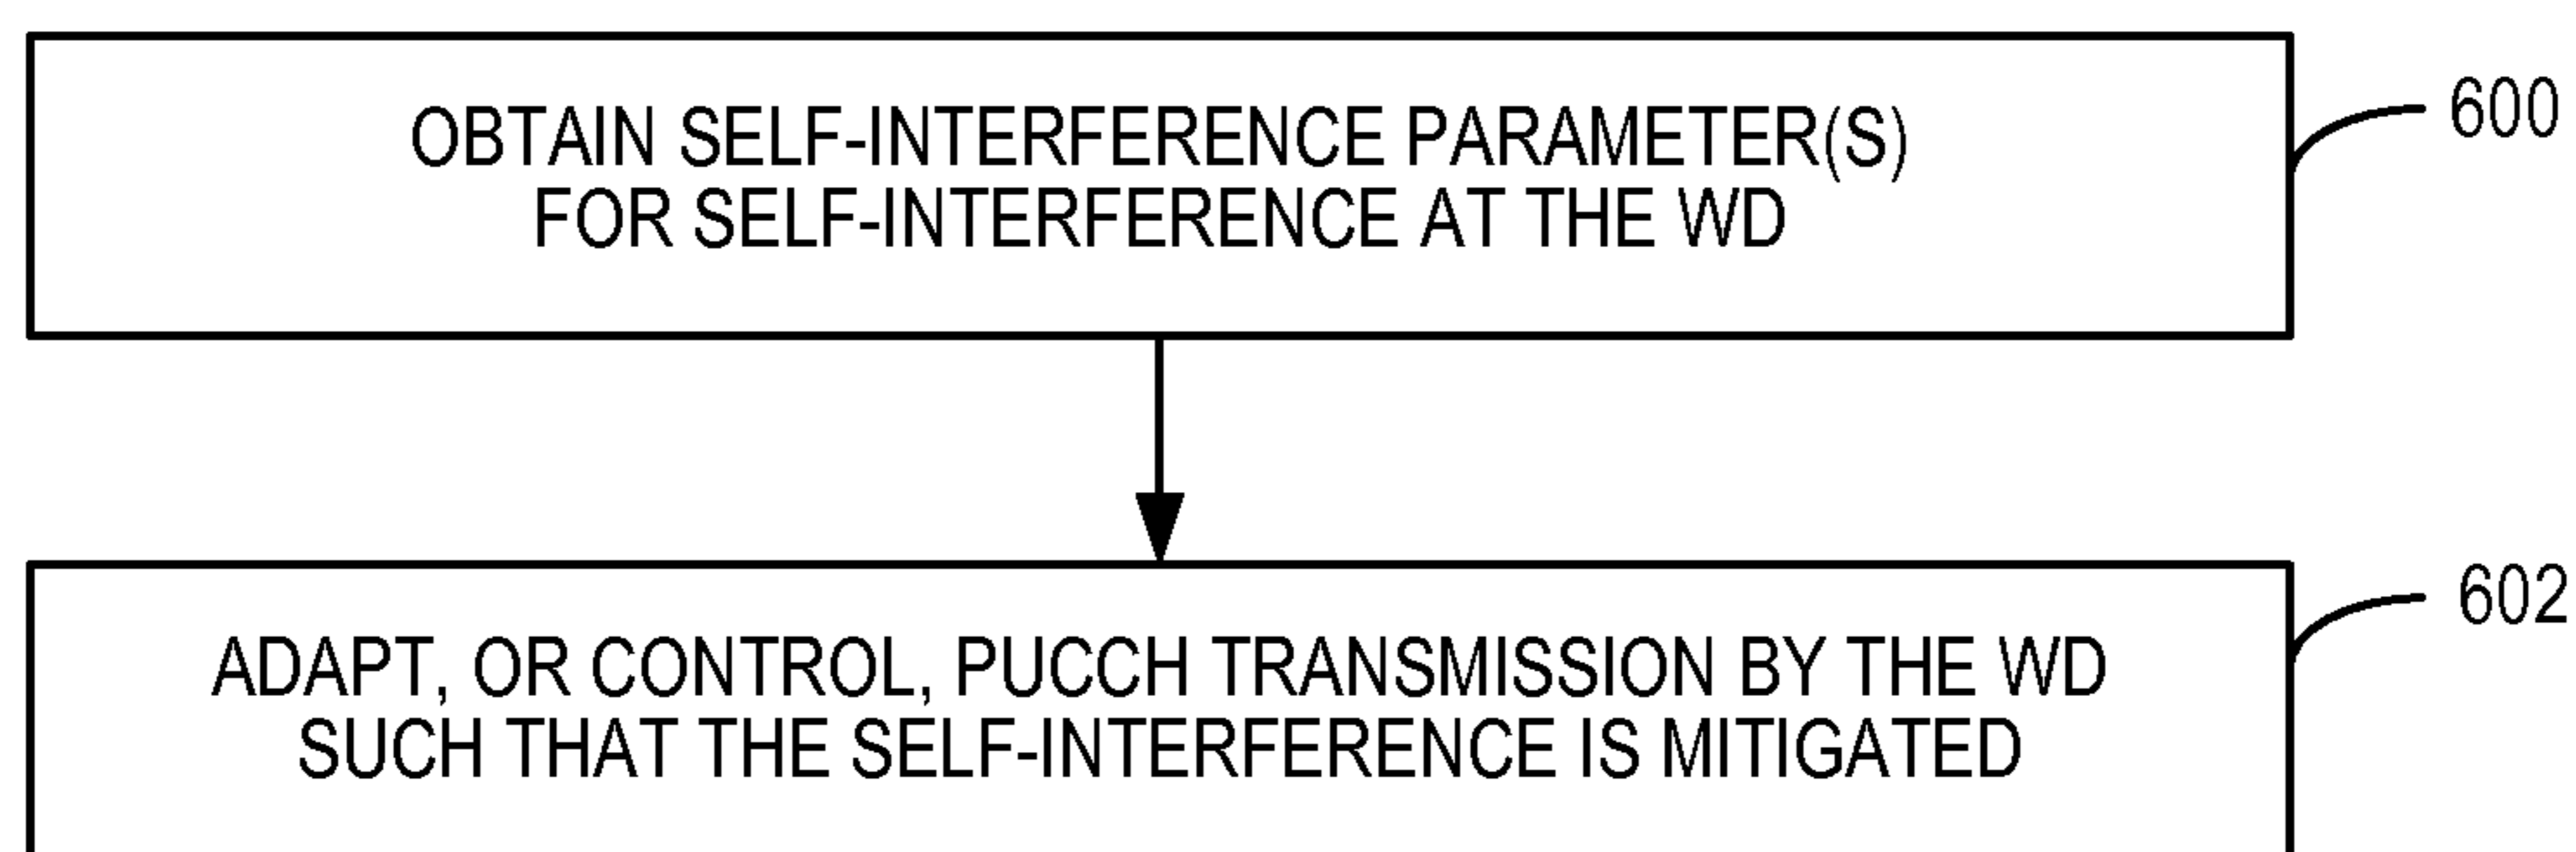 OBTAIN SELF-INTERFERENCE PARAMETER(S)
FOR SELF-INTERFERENCE AT THE WD
600
ADAPT, OR CONTROL, PUCCH TRANSMISSION BY THE WD
SUCH THAT THE SELF-INTERFERENCE IS MITIGATED
602